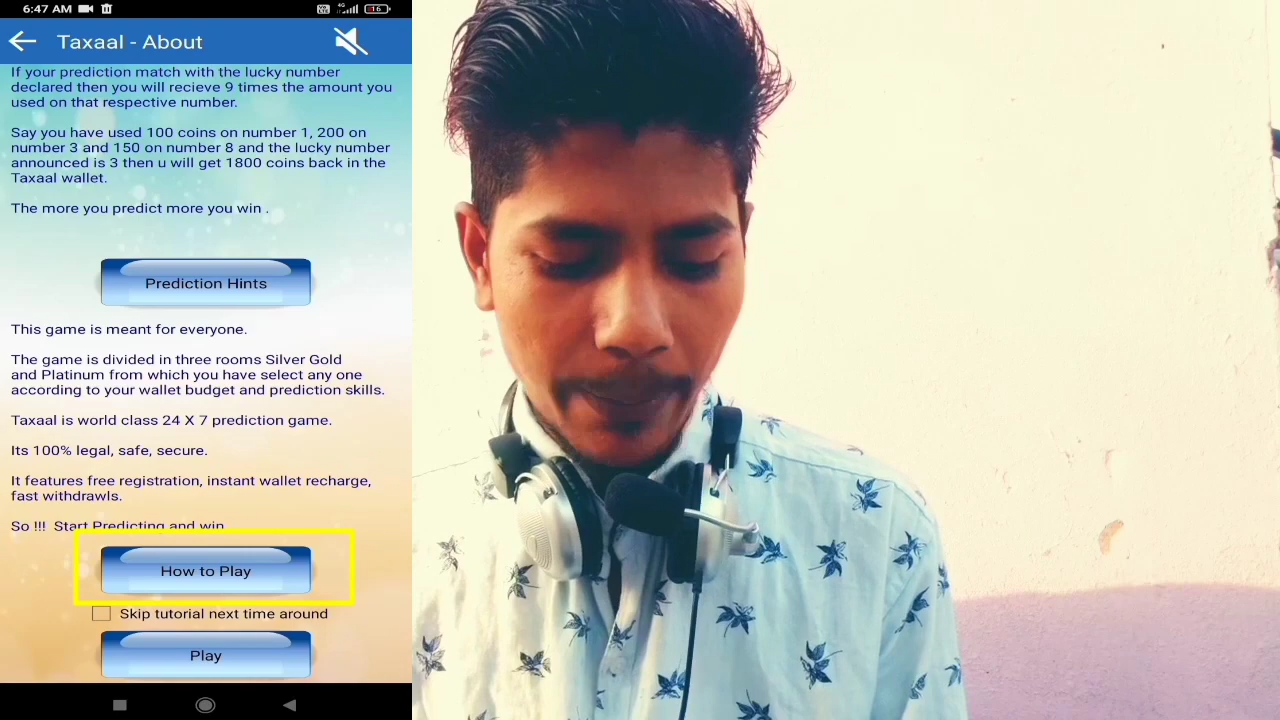 6:47 AM
4G
16
Taxaal - About
If your prediction match with the lucky number
declared then you will recieve 9 times the amount you
used on that respective number.
Say you have used 100 coins on number 1, 200 on
number 3 and 150 on number 8 and the lucky number
announced is 3 then u will get 1800 coins back in the
Taxaal wallet.
The more you predict more you win .
Prediction Hints
This game is meant for everyone.
The game is divided in three rooms Silver Gold
and Platinum from which you have select any one
according to your wallet budget and prediction skills.
Taxaal is world class 24 X 7 prediction game.
Its 100% legal, safe, secure.
It features free registration, instant wallet recharge,
fast withdrawls.
So !!! Start Predicting and win
How to Play
Skip tutorial next time around
Play